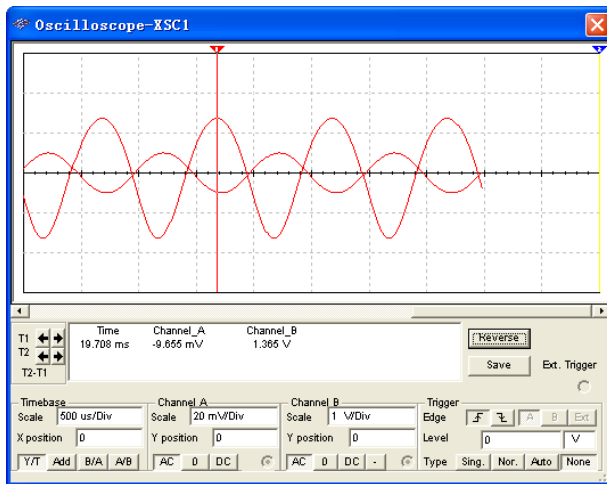 Oscilloscope-XSC1
1
2
Time Channel_A Channel_B
T1 19.708 ms -9.655 mV 1.365 V
T2
T2-T1
Reverse
Save Ext. Trigger
Timebase Channel A Channel B Trigger
Scale 500 us/Div Scale 20 mV/Div Scale 1 V/Div Edge A B Ext
X position 0 Y position 0 Y position 0 Level 0 V
Y/T Add B/A A/B AC 0 DC AC 0 DC - Type Sing. Nor. Auto None